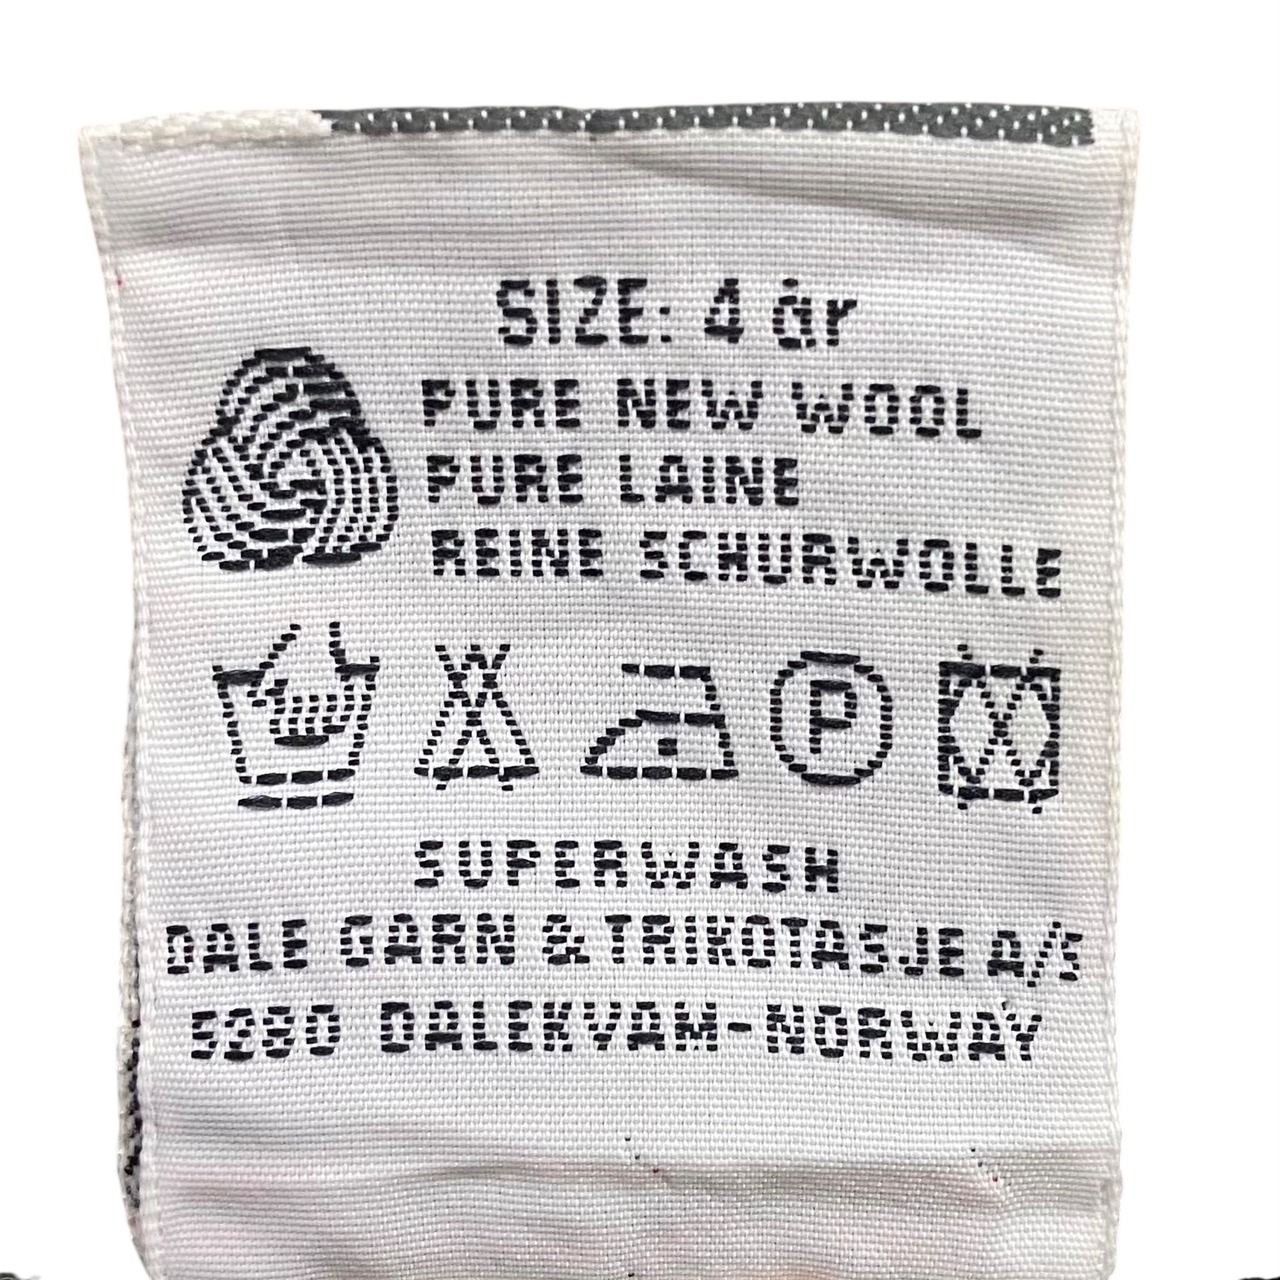 SIZE: 4 år
PURE NEW WOOL
PURE LAINE
REINE SCHURWOLLE
P
SUPERWASH
DALE GARN & TRIKOTASJE A/S
5280 DALEKVAM-NORWAY